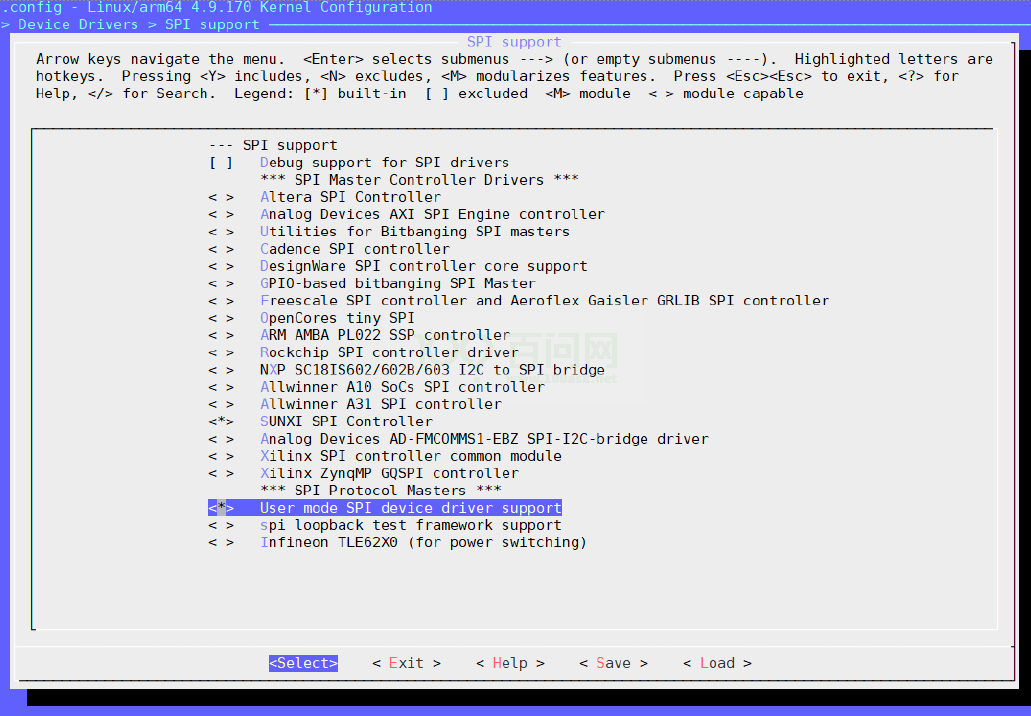 .config - Linux/arm64 4.9.170 Kernel Configuration
> Device Drivers > SPI support
SPI support
Arrow keys navigate the menu.  <Enter> selects submenus ---> (or empty submenus ----).  Highlighted letters are
hotkeys.  Pressing <Y> includes, <N> excludes, <M> modularizes features.  Press <Esc><Esc> to exit, <?> for
Help, </> for Search.  Legend: [*] built-in  [ ] excluded  <M> module  < > module capable
--- SPI support
[ ]   Debug support for SPI drivers
*** SPI Master Controller Drivers ***
< >   Altera SPI Controller
< >   Analog Devices AXI SPI Engine controller
< >   Utilities for Bitbanging SPI masters
< >   Cadence SPI controller
< >   DesignWare SPI controller core support
< >   GPIO-based bitbanging SPI Master
< >   Freescale SPI controller and Aeroflex Gaisler GRLIB SPI controller
< >   OpenCores tiny SPI
< >   ARM AMBA PL022 SSP controller
< >   Rockchip SPI controller driver
< >   NXP SC18IS602/602B/603 I2C to SPI bridge
< >   Allwinner A10 SoCs SPI controller
< >   Allwinner A31 SPI controller
<*>   SUNXI SPI Controller
< >   Analog Devices AD-FMCOMMS1-EBZ SPI-I2C-bridge driver
< >   Xilinx SPI controller common module
< >   Xilinx ZynqMP GQSPI controller
*** SPI Protocol Masters ***
<*>   User mode SPI device driver support
< >   spi loopback test framework support
< >   Infineon TLE62X0 (for power switching)
<Select>    < Exit >    < Help >    < Save >    < Load >
百问网